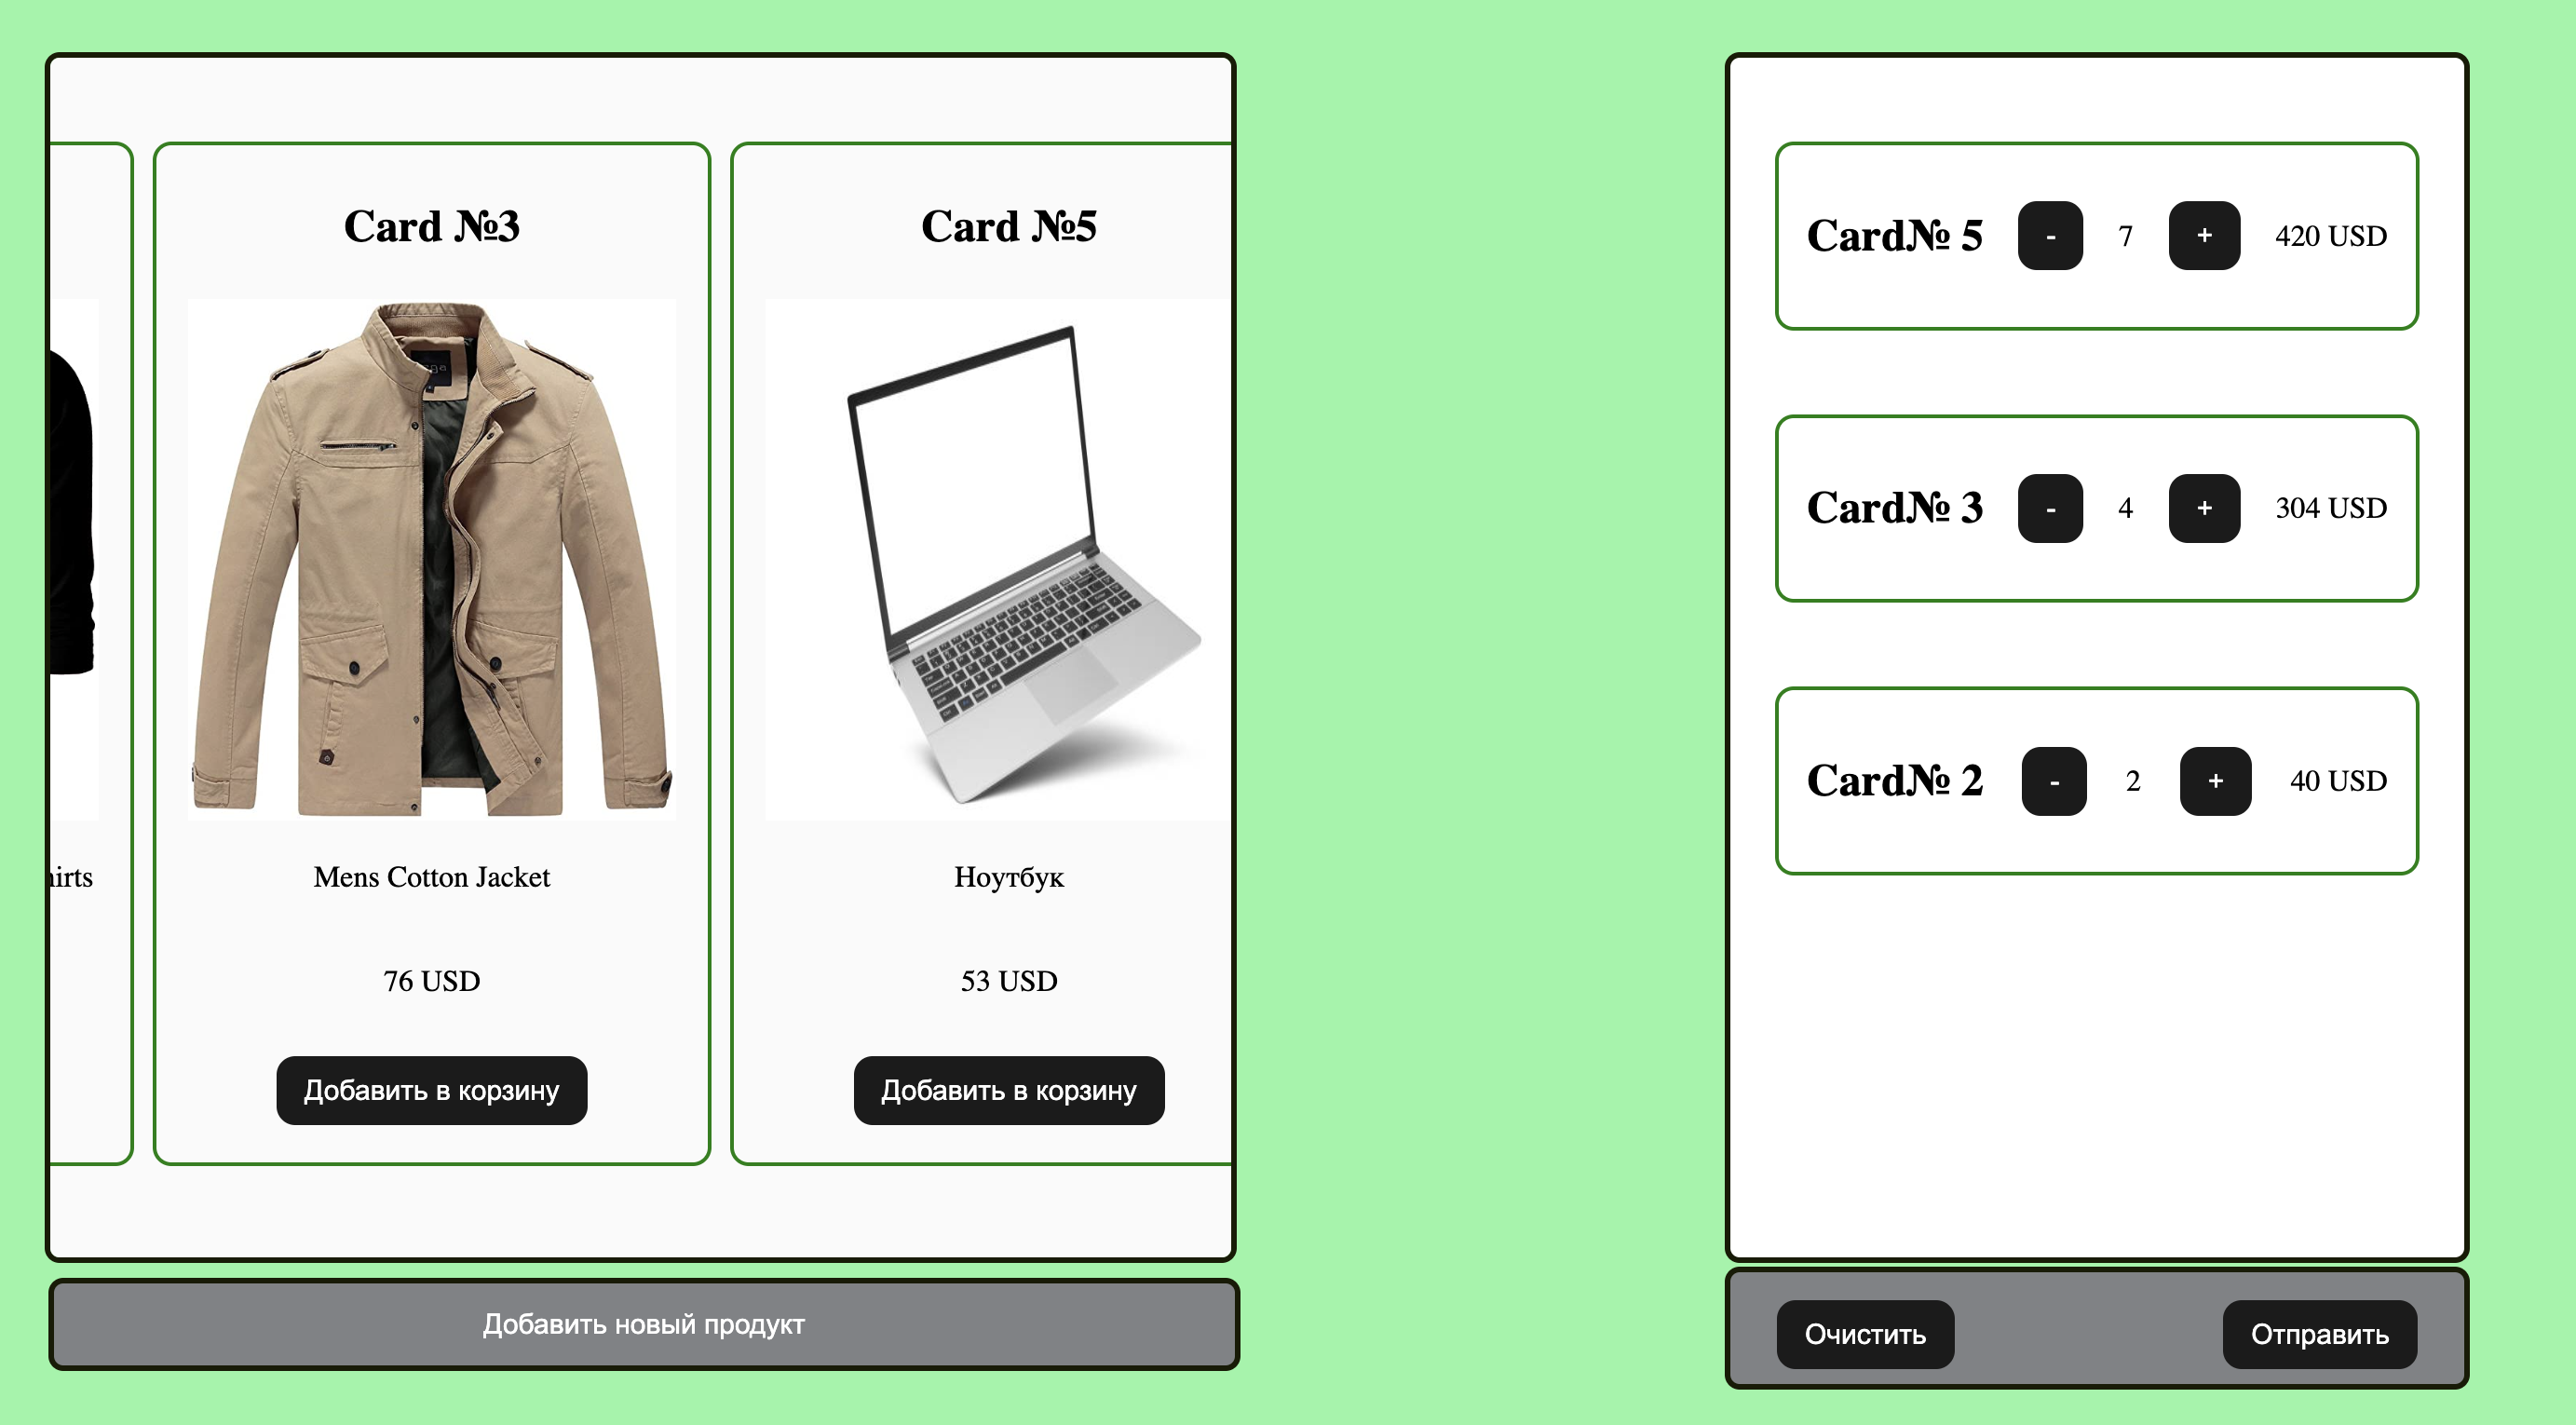 Card №3
Card №5
hirts
Mens Cotton Jacket
Ноутбук
76 USD
53 USD
Добавить в корзину
Добавить в корзину
Добавить новый продукт
Card№ 5
-
7
+
420 USD
Card№ 3
-
4
+
304 USD
Card№ 2
-
2
+
40 USD
Очистить
Отправить